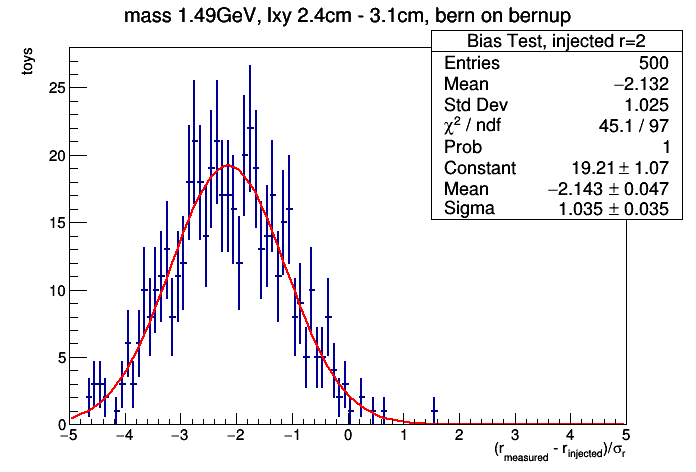 mass 1.49GeV, lxy 2.4cm - 3.1cm, bern on bernup
Bias Test, injected r=2
Entries 500
Mean −2.132
Std Dev 1.025
χ² / ndf 45.1 / 97
Prob 1
Constant 19.21 ± 1.07
Mean −2.143 ± 0.047
Sigma 1.035 ± 0.035
toys
25
20
15
10
5
0
−5 −4 −3 −2 −1 0 1 2 3 4 5
(r_measured - r_injected)/σ_r